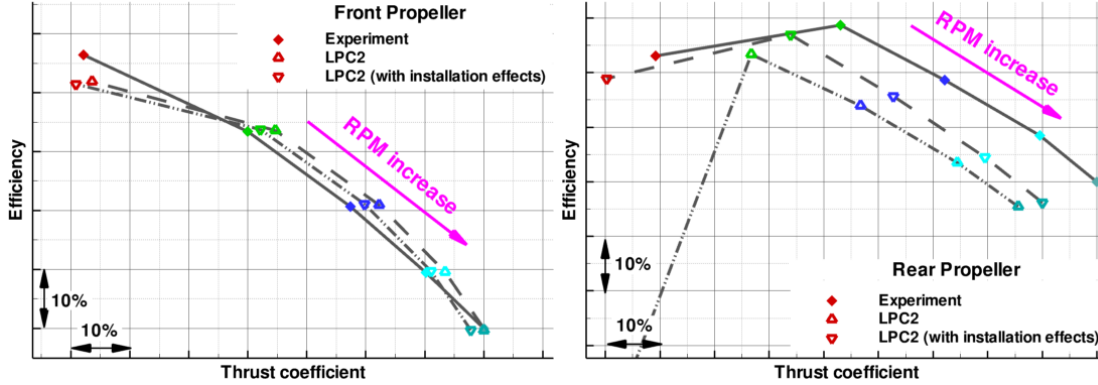 Front Propeller
Experiment
LPC2
LPC2 (with installation effects)
RPM increase
Efficiency
10%
10%
Thrust coefficient
RPM increase
Efficiency
10%
10%
Rear Propeller
Experiment
LPC2
LPC2 (with installation effects)
Thrust coefficient